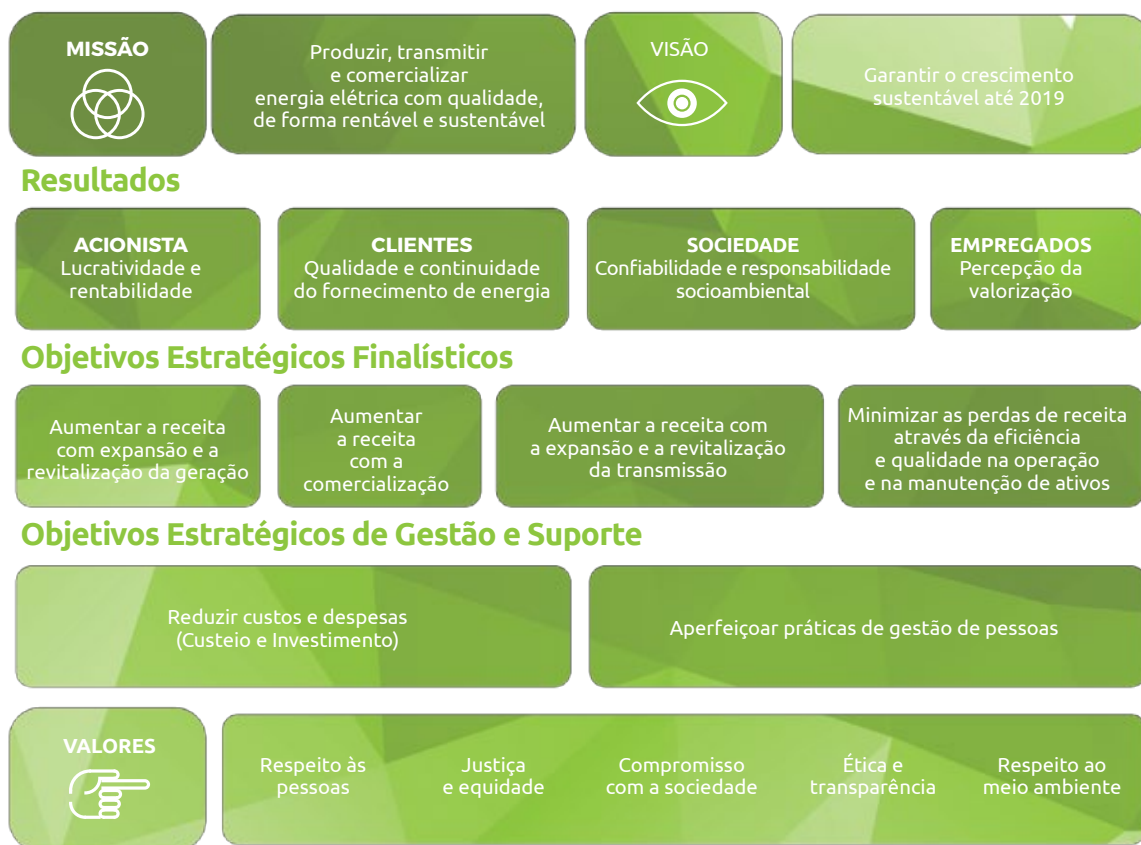 MISSÃO
Produzir, transmitir
e comercializar
energia elétrica com qualidade,
de forma rentável e sustentável
VISÃO
Garantir o crescimento
sustentável até 2019
Resultados
ACIONISTA
Lucratividade e
rentabilidade
CLIENTES
Qualidade e continuidade
do fornecimento de energia
SOCIEDADE
Confiabilidade e responsabilidade
socioambiental
EMPREGADOS
Percepção da
valorização
Objetivos Estratégicos Finalísticos
Aumentar a receita
com expansão e a
revitalização da geração
Aumentar
a receita
com a
comercialização
Aumentar a receita com
a expansão e a revitalização
da transmissão
Minimizar as perdas de receita
através da eficiência
e qualidade na operação
e na manutenção de ativos
Objetivos Estratégicos de Gestão e Suporte
Reduzir custos e despesas
(Custeio e Investimento)
Aperfeiçoar práticas de gestão de pessoas
VALORES
Respeito às
pessoas
Justiça
e equidade
Compromisso
com a sociedade
Ética e
transparência
Respeito ao
meio ambiente